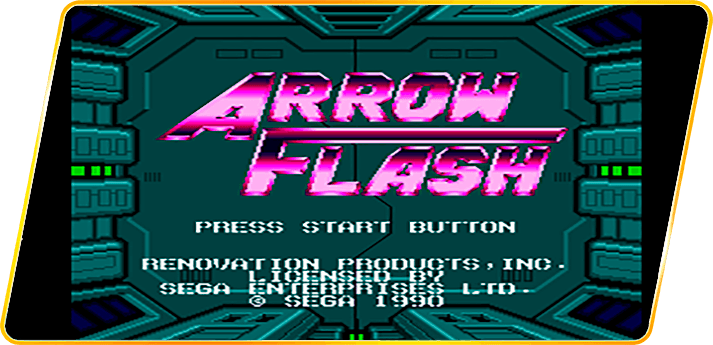 ARROW
FLASH
PRESS START BUTTON
RENOVATION PRODUCTS, INC.
LICENSED BY
SEGA ENTERPRISES LTD.
© SEGA 1990